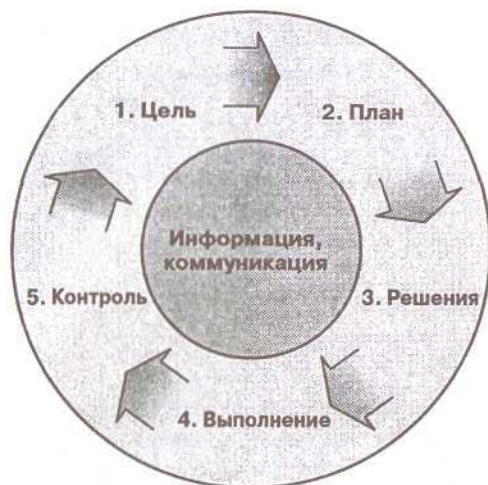 1. Цель
2. План
Информация,
коммуникация
5. Контроль
3. Решения
4. Выполнение